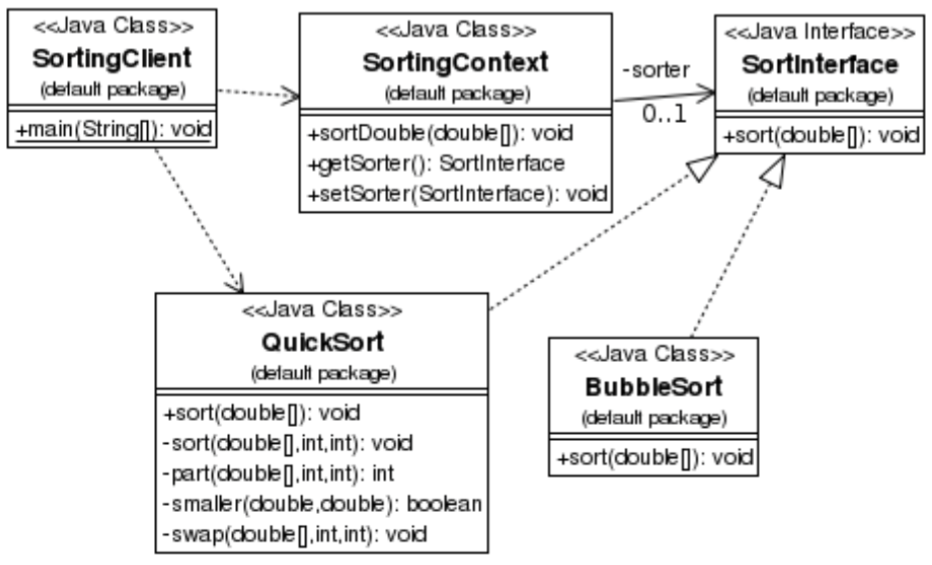 <<Java Class>>
SortingClient
(default package)
+main(String[]): void
<<Java Class>>
SortingContext
(default package)
+sortDouble(double[]): void
+getSorter(): SortInterface
+setSorter(SortInterface): void
-sorter
0..1
<<Java Interface>>
SortInterface
(default package)
+sort(double[]): void
<<Java Class>>
QuickSort
(default package)
+sort(double[]): void
-sort(double[],int,int): void
-part(double[],int,int): int
-smaller(double,double): boolean
-swap(double[],int,int): void
<<Java Class>>
BubbleSort
(default package)
+sort(double[]): void